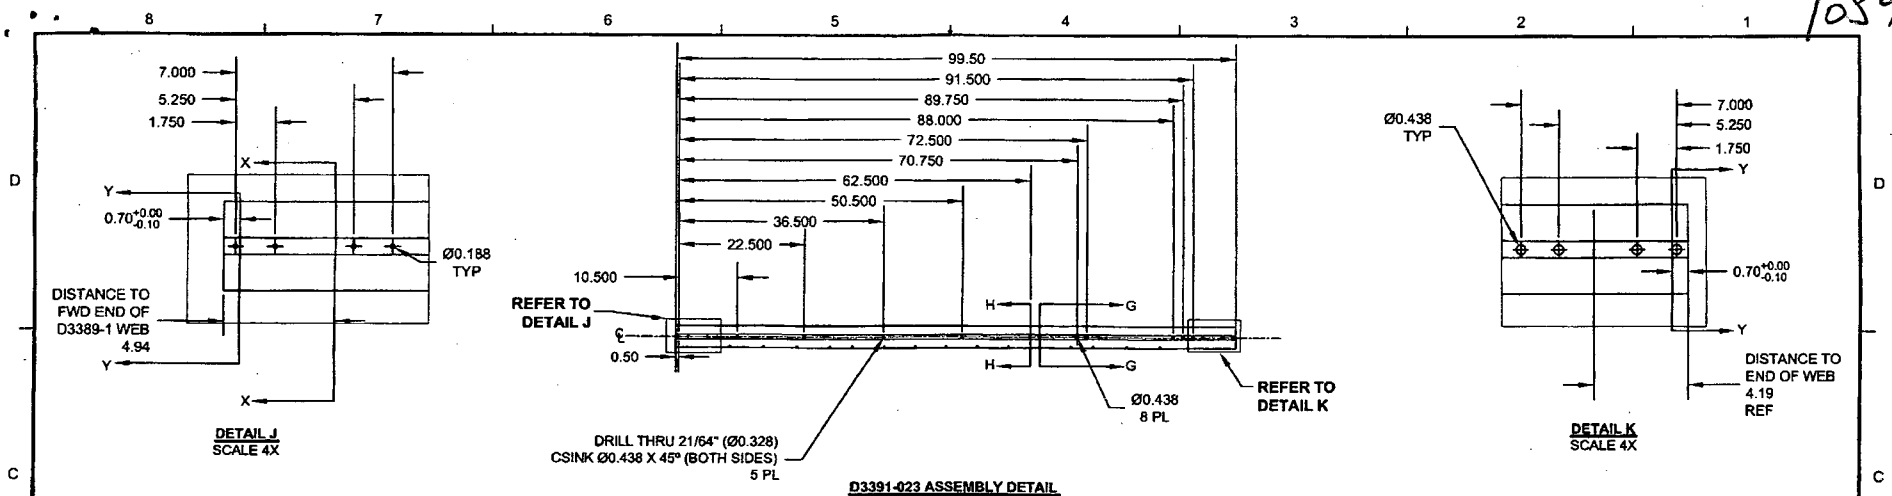 8 7 6 5 4 3 2 1
D
C
7.000
5.250
1.750
X
Y
0.70+0.00 -0.10
Ø0.188
TYP
DISTANCE TO
FWD END OF
D3389-1 WEB
4.94
Y
X
DETAIL J
SCALE 4X
99.50
91.500
89.750
88.000
72.500
70.750
62.500
50.500
36.500
22.500
10.500
REFER TO
DETAIL J
H G
℄
0.50
H G
REFER TO
DETAIL K
Ø0.438
8 PL
DRILL THRU 21/64" (Ø0.328)
CSINK Ø0.438 X 45° (BOTH SIDES)
5 PL
D3391-023 ASSEMBLY DETAIL
Ø0.438
TYP
7.000
5.250
1.750
Y
0.70+0.00 -0.10
Y
DISTANCE TO
END OF WEB
4.19
REF
DETAIL K
SCALE 4X
D
C